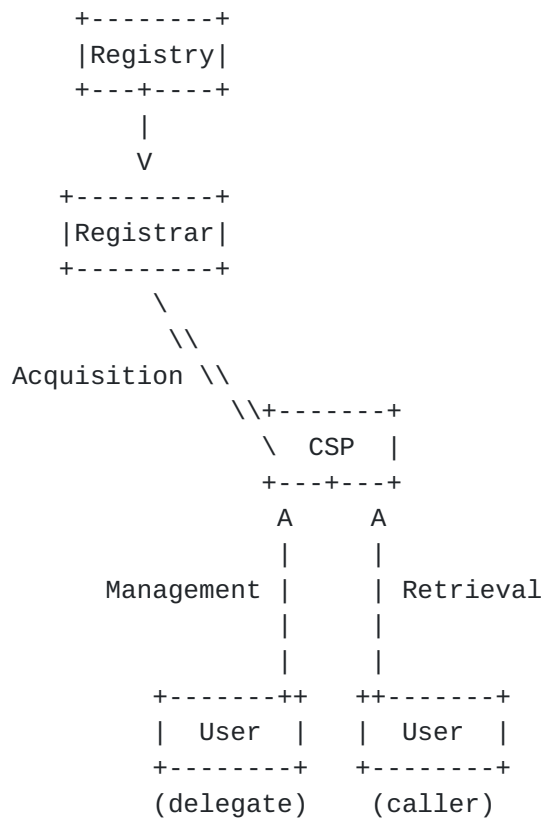 +--------+
|Registry|
+---+----+
|
V
+---------+
|Registrar|
+---------+
\
\\
Acquisition \\
\\+-------+
\  CSP  |
+---+---+
A     A
|     |
Management |     | Retrieval
|     |
|     |
+-------++   ++-------+
|  User  |   |  User  |
+--------+   +--------+
(delegate)    (caller)